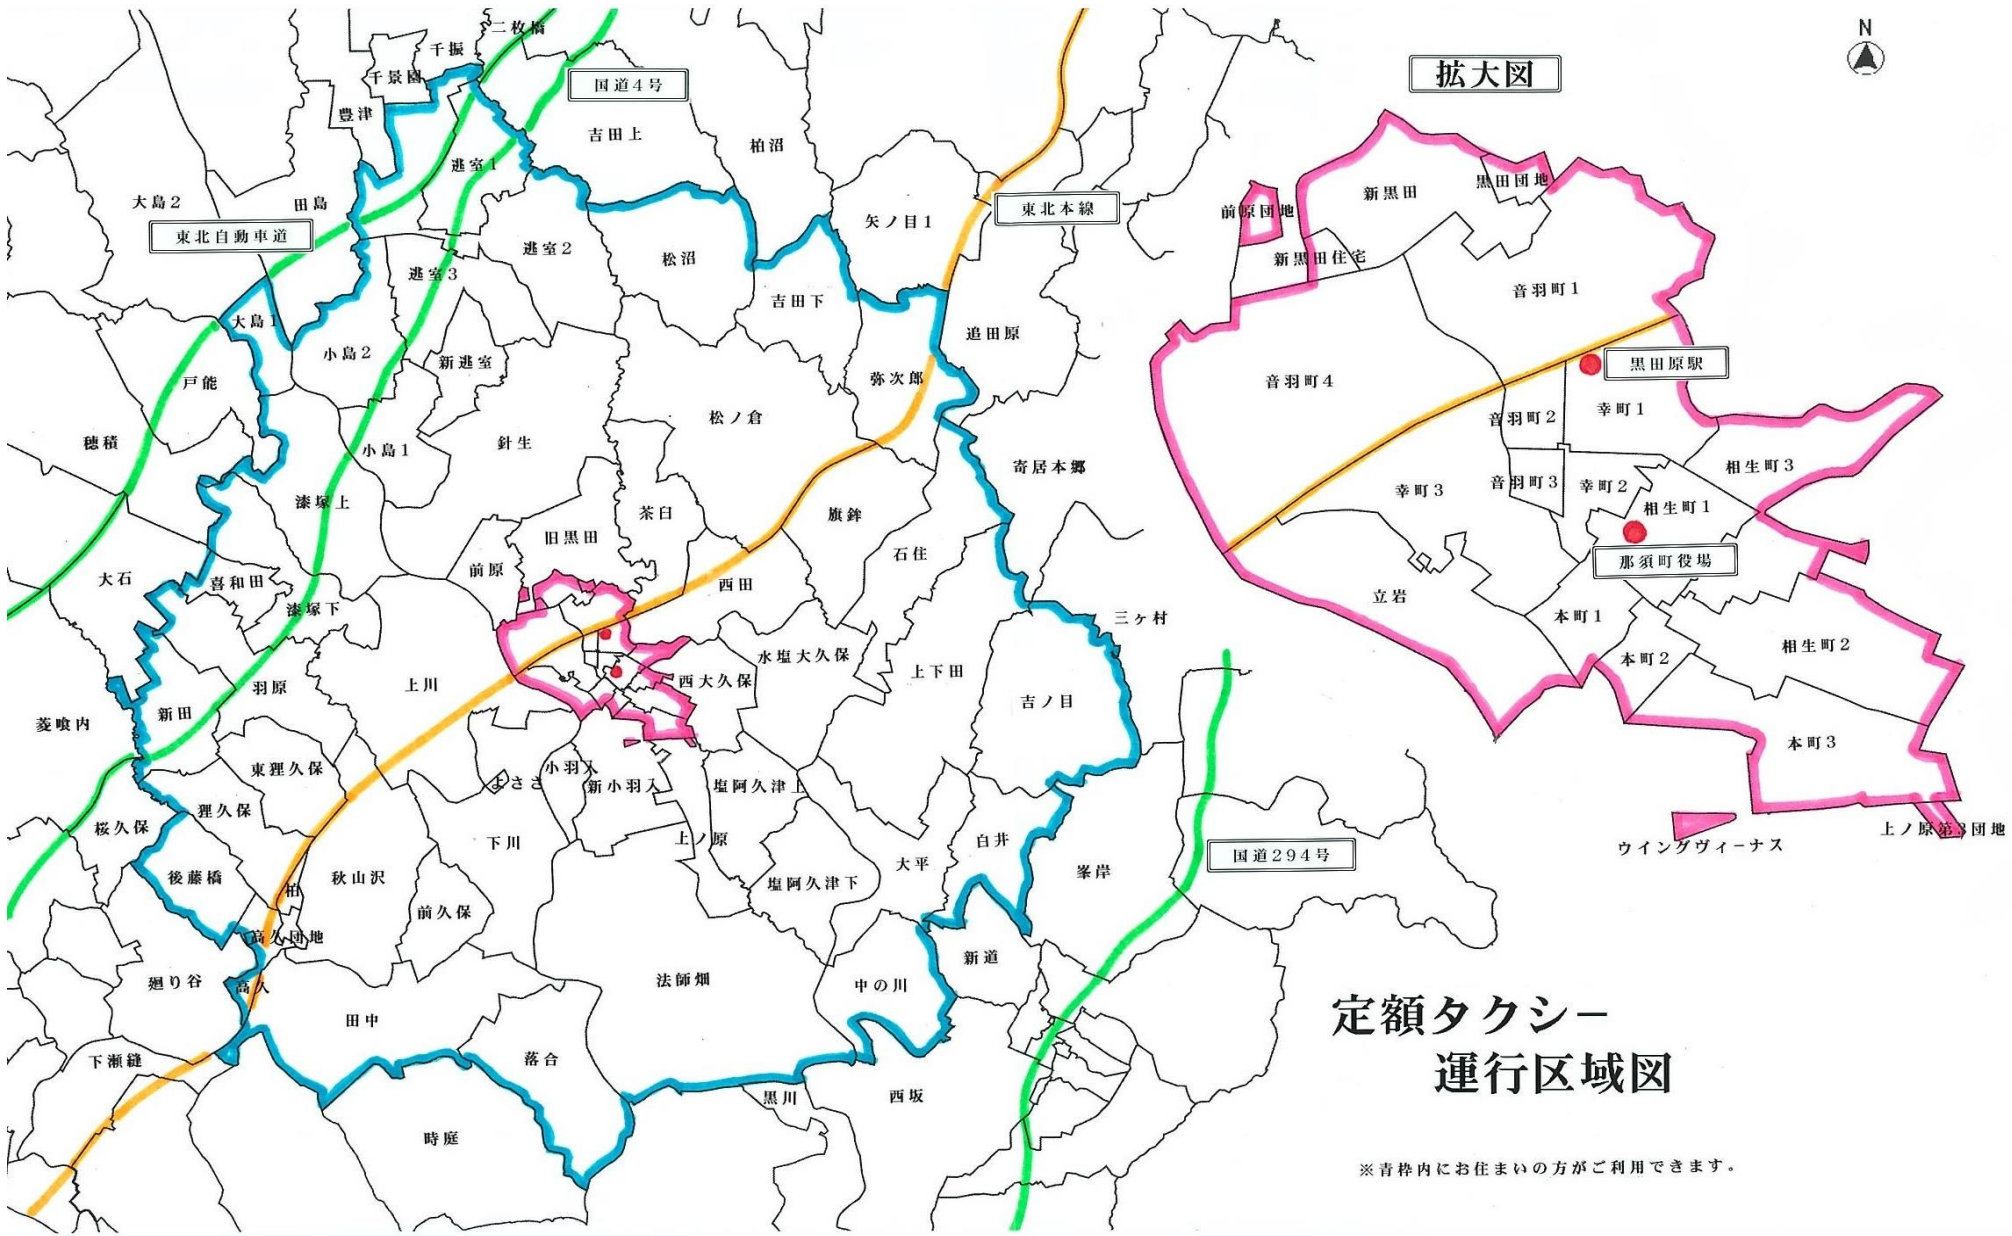 二枚橋
千振
千景園
国道4号
豊津
吉田上
柏沼
逃室1
大島2
田島
東北自動車道
矢ノ目1
東北本線
逃室2
逃室3
松沼
吉田下
大島1
小島2
新逃室
追田原
戸能
弥次郎
松ノ倉
穂積
小島1
針生
寄居本郷
漆塚上
茶臼
旗鉾
旧黒田
石住
前原
大石
喜和田
漆塚下
西田
三ヶ村
水塩大久保
上下田
西大久保
羽原
上川
吉ノ目
新田
菱喰内
東狸久保
小羽入
よささ
新小羽入
塩阿久津上
狸久保
桜久保
下川
上ノ原
白井
大平
峯岸
国道294号
後藤橋
柏
秋山沢
塩阿久津下
前久保
高久団地
廻り谷
高久
法師畑
中の川
新道
田中
下瀬縫
落合
黒川
西坂
時庭
拡大図
N
新黒田
黒田団地
前原団地
新黒田住宅
音羽町1
黒田原駅
音羽町4
音羽町2
幸町1
相生町3
幸町3
音羽町3
幸町2
相生町1
那須町役場
立岩
本町1
相生町2
本町2
本町3
上ノ原第3団地
ウイングヴィーナス
定額タクシー
運行区域図
※青枠内にお住まいの方がご利用できます。